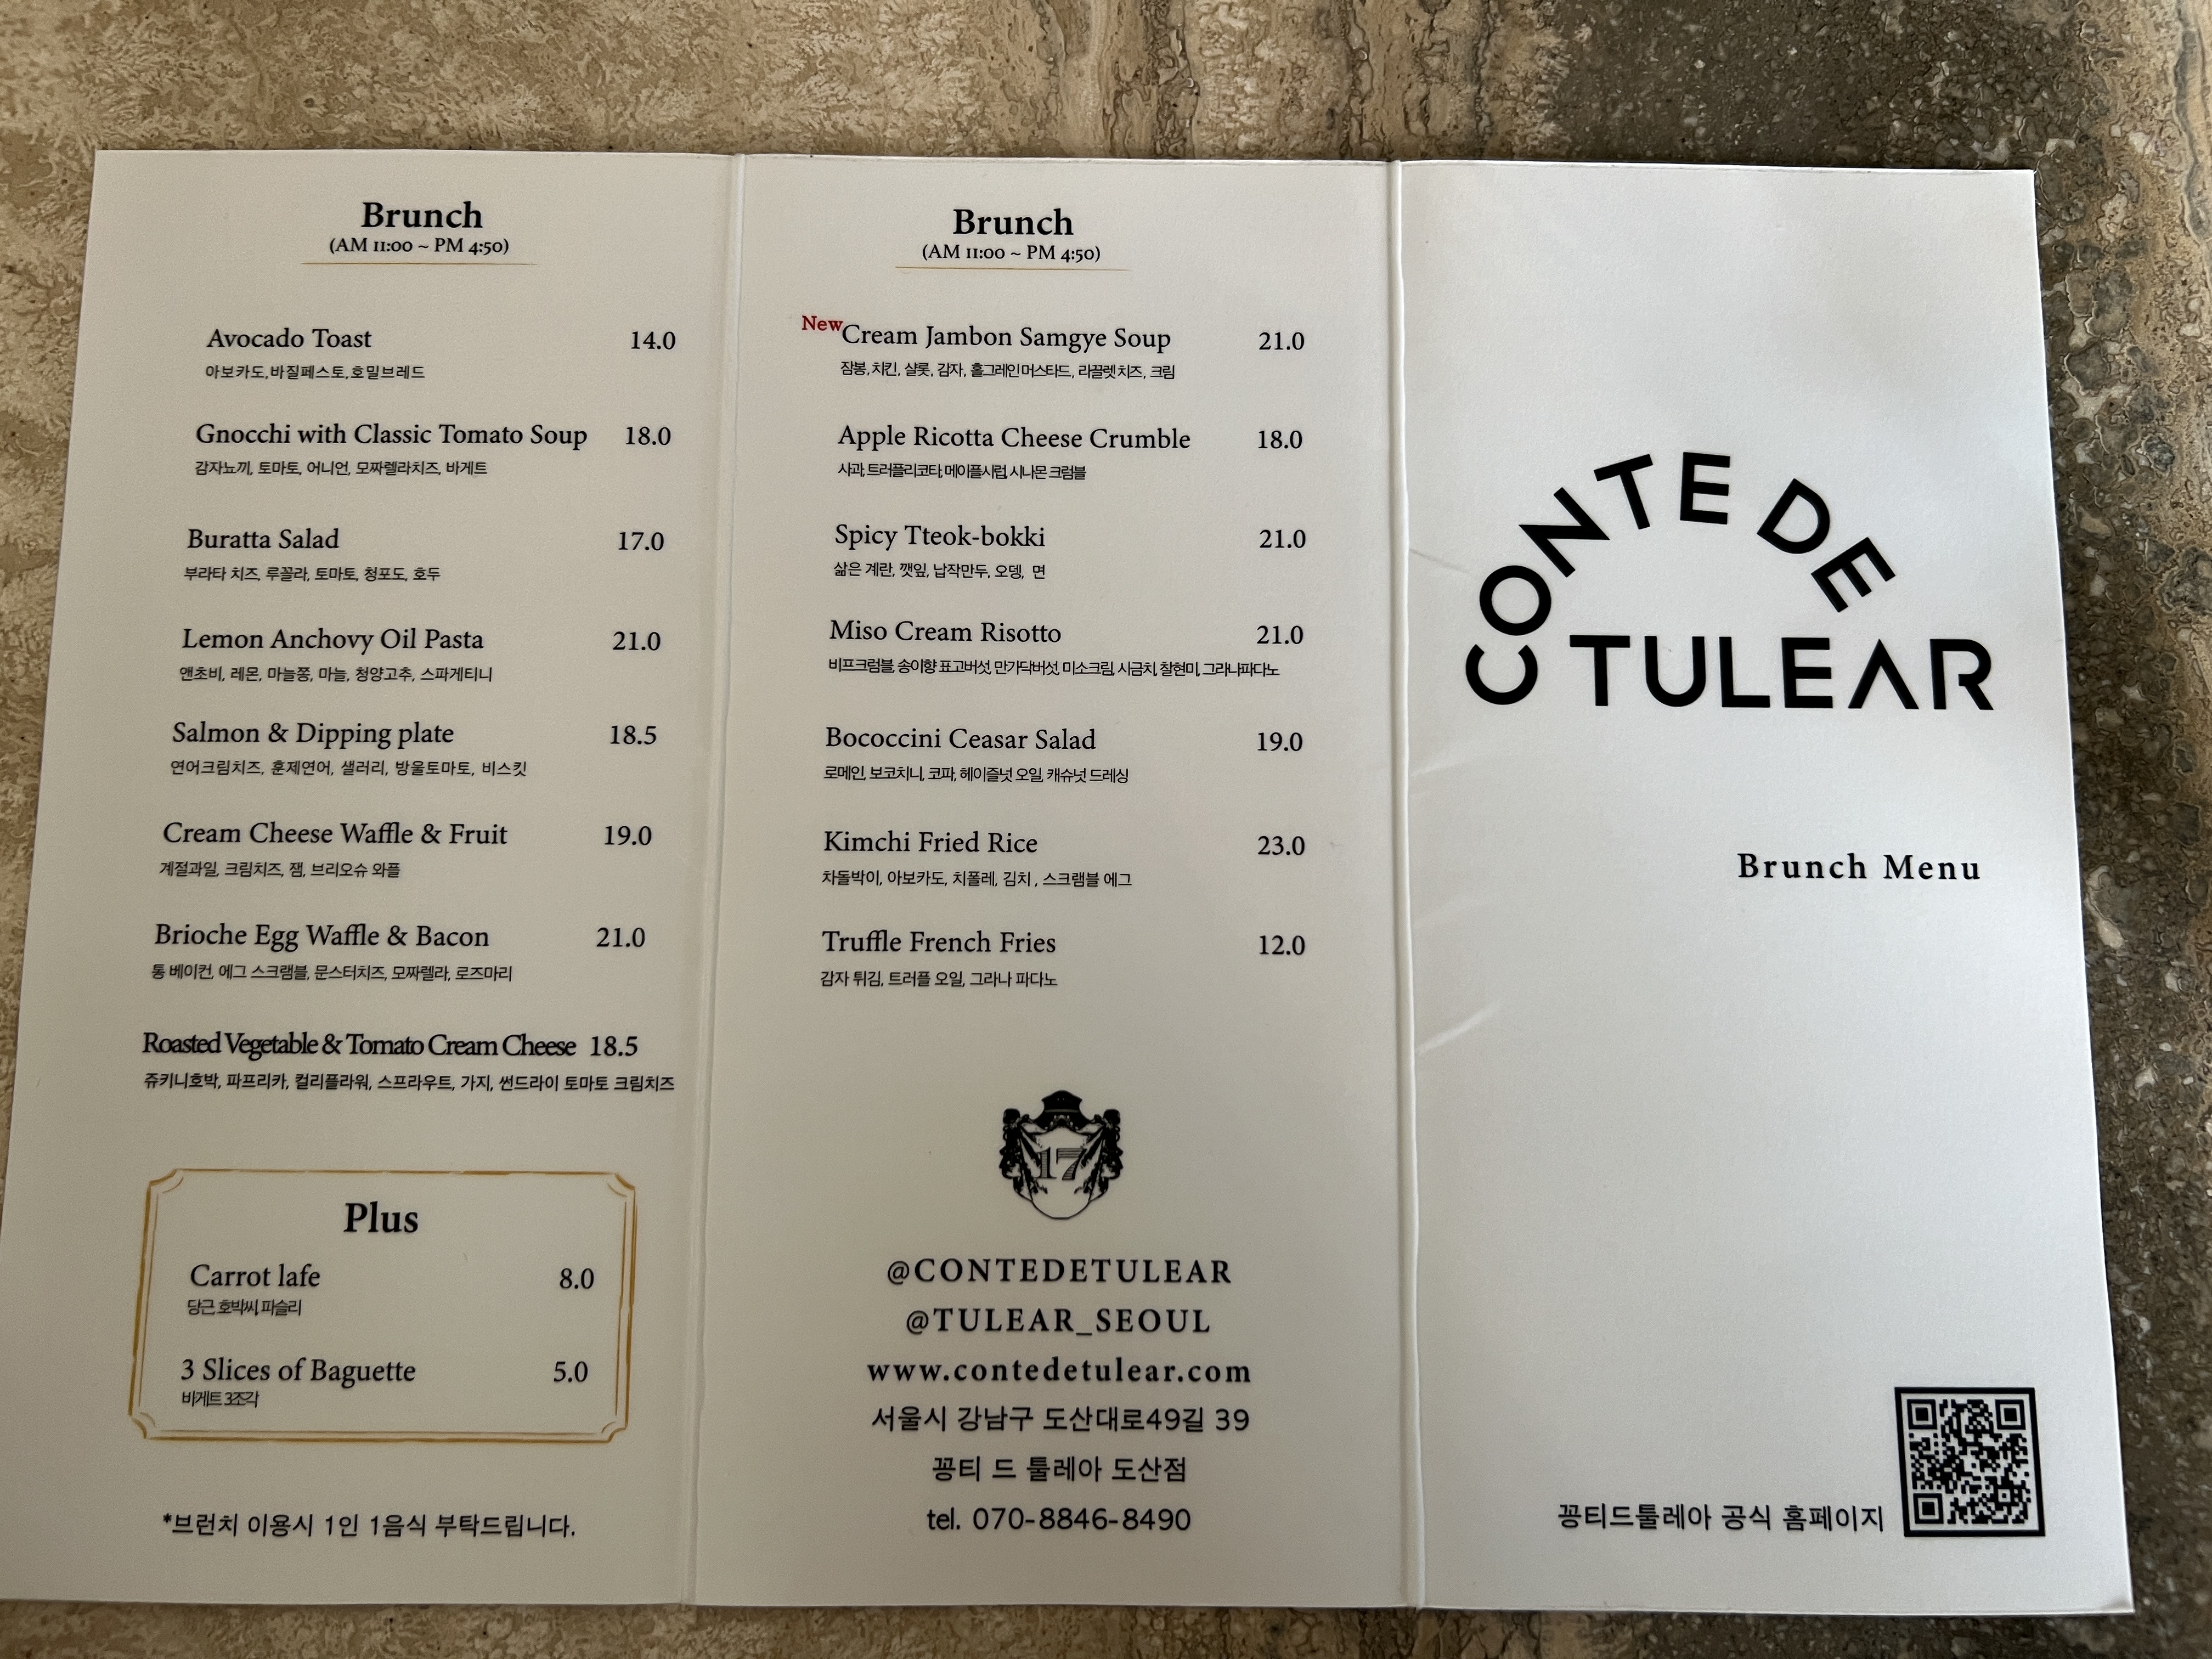 Brunch
(AM 11:00 ~ PM 4:50)
Avocado Toast 14.0
아보카도,바질페스토,호밀브레드
Gnocchi with Classic Tomato Soup 18.0
감자뇨끼, 토마토, 어니언, 모짜렐라치즈, 바게트
Buratta Salad 17.0
부라타 치즈, 루꼴라, 토마토, 청포도, 호두
Lemon Anchovy Oil Pasta 21.0
앤초비, 레몬, 마늘쫑, 마늘, 청양고추, 스파게티니
Salmon & Dipping plate 18.5
연어크림치즈, 훈제연어, 샐러리, 방울토마토, 비스킷
Cream Cheese Waffle & Fruit 19.0
계절과일, 크림치즈, 잼, 브리오슈 와플
Brioche Egg Waffle & Bacon 21.0
통 베이컨, 에그 스크램블, 문스터치즈, 모짜렐라, 로즈마리
Roasted Vegetable & Tomato Cream Cheese 18.5
쥬키니호박, 파프리카, 컬리플라워, 스프라우트, 가지, 썬드라이 토마토 크림치즈
Plus
Carrot lafe 8.0
당근 호박씨, 파슬리
3 Slices of Baguette 5.0
바게트 3조각
*브런치 이용시 1인 1음식 부탁드립니다.
Brunch
(AM 11:00 ~ PM 4:50)
New Cream Jambon Samgye Soup 21.0
잠봉, 치킨, 샬롯, 감자, 홀그레인머스타드, 라끌렛치즈, 크림
Apple Ricotta Cheese Crumble 18.0
사과, 트러플리코타, 메이플시럽, 시나몬 크럼블
Spicy Tteok-bokki 21.0
삶은 계란, 깻잎, 납작만두, 오뎅, 면
Miso Cream Risotto 21.0
비프크럼블, 송이향 표고버섯, 만가닥버섯, 미소크림, 시금치, 찰현미, 그라나파다노
Bococcini Ceasar Salad 19.0
로메인, 보코치니, 코파, 헤이즐넛 오일, 캐슈넛 드레싱
Kimchi Fried Rice 23.0
차돌박이, 아보카도, 치폴레, 김치 , 스크램블 에그
Truffle French Fries 12.0
감자 튀김, 트러플 오일, 그라나 파다노
17
@CONTEDETULEAR
@TULEAR_SEOUL
www.contedetulear.com
서울시 강남구 도산대로49길 39
꽁티 드 툴레아 도산점
tel. 070-8846-8490
CONTE DE
TULEAR
Brunch Menu
꽁티드툴레아 공식 홈페이지